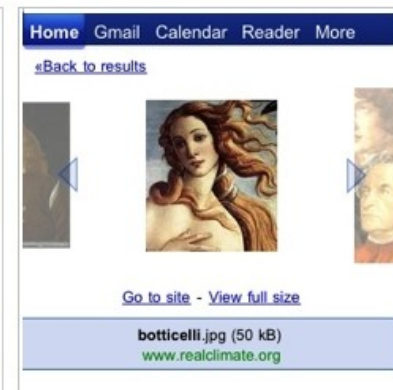 Home Gmail Calendar Reader More
«Back to results
Go to site - View full size
botticelli.jpg (50 kB)
www.realclimate.org